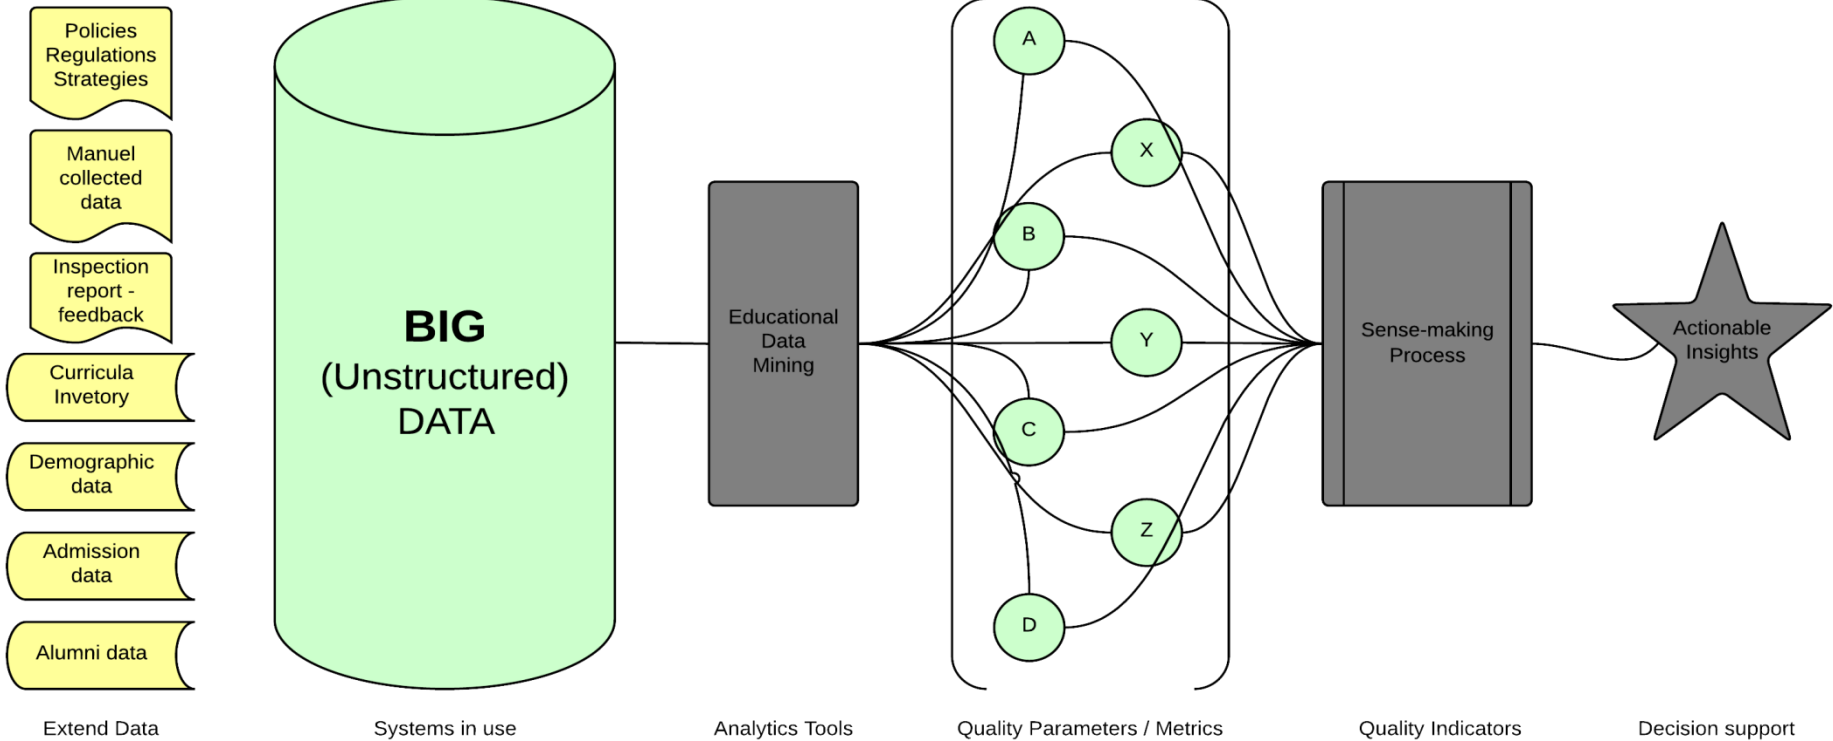 Policies
Regulations
Strategies
Manuel
collected
data
Inspection
report -
feedback
Curricula
Invetory
Demographic
data
Admission
data
Alumni data
Extend Data
BIG
(Unstructured)
DATA
Systems in use
Educational
Data
Mining
Analytics Tools
A
X
B
Y
C
Z
D
Quality Parameters / Metrics
Sense-making
Process
Quality Indicators
Actionable
Insights
Decision support